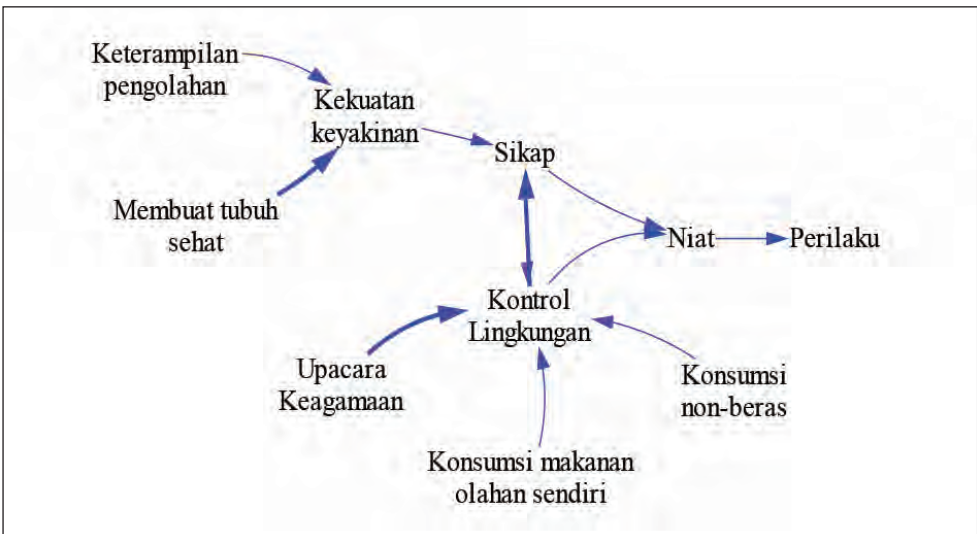 Keterampilan
pengolahan
Kekuatan
keyakinan
Sikap
Membuat tubuh
sehat
Niat
Perilaku
Kontrol
Lingkungan
Upacara
Keagamaan
Konsumsi
non-beras
Konsumsi makanan
olahan sendiri